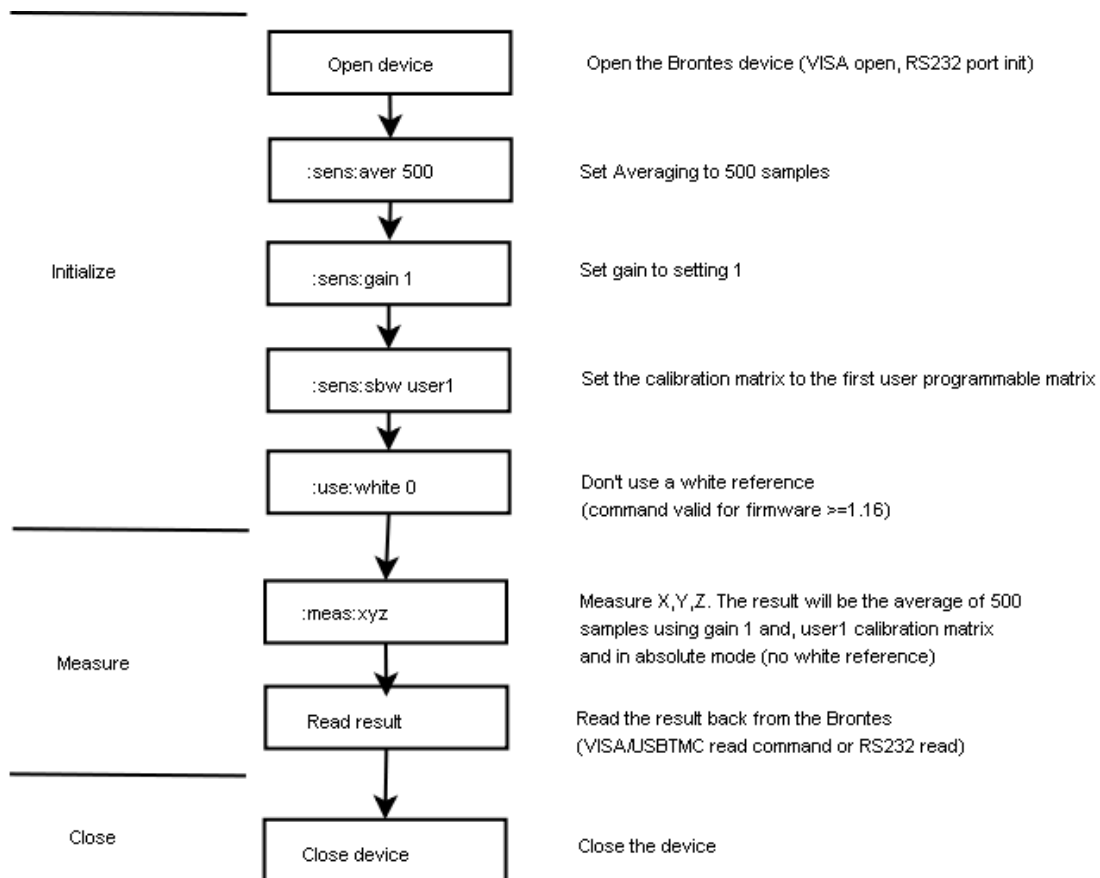 Open device
Open the Brontes device (VISA open, RS232 port init)
:sens:aver 500
Set Averaging to 500 samples
Initialize
:sens:gain 1
Set gain to setting 1
:sens:sbw user1
Set the calibration matrix to the first user programmable matrix
:use:white 0
Don't use a white reference
(command valid for firmware >=1.16)
Measure
:meas:xyz
Measure X,Y,Z. The result will be the average of 500
samples using gain 1 and, user1 calibration matrix
and in absolute mode (no white reference)
Read result
Read the result back from the Brontes
(VISA/USBTMC read command or RS232 read)
Close
Close device
Close the device